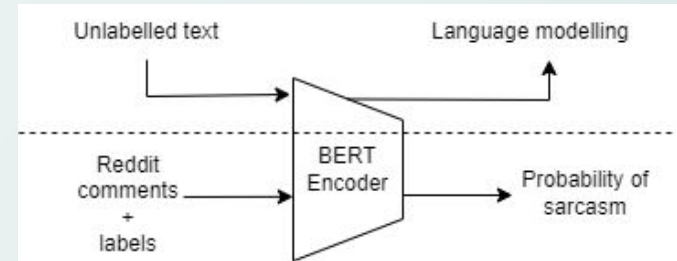 Unlabelled text
Language modelling
BERT
Encoder
Reddit
comments
+
labels
Probability of
sarcasm